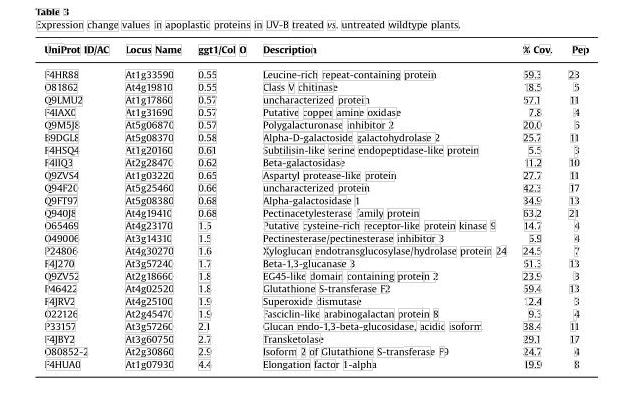 Table 3
Expression change values in apoplastic proteins in UV-B treated vs. untreated wildtype plants.
UniProt ID/AC Locus Name ggt1/Col O Description % Cov. Pep
F4HR88 At1g33590 0.55 Leucine-rich repeat-containing protein 59.3 23
O81862 At4g19810 0.55 Class V chitinase 18.5 5
Q9LMU2 At1g17860 0.57 uncharacterized protein 57.1 11
F4IAX0 At1g31690 0.57 Putative copper amine oxidase 7.8 4
Q9M5J8 At5g06870 0.57 Polygalacturonase inhibitor 2 20.0 6
B9DGL8 At5g08370 0.58 Alpha-D-galactoside galactohydrolase 2 25.7 11
F4HSQ4 At1g20160 0.61 Subtilisin-like serine endopeptidase-like protein 5.5 3
F4IIQ3 At2g28470 0.62 Beta-galactosidase 11.2 10
Q9ZVS4 At1g03220 0.65 Aspartyl protease-like protein 27.7 11
Q94F20 At5g25460 0.66 uncharacterized protein 42.3 17
Q9FT97 At5g08380 0.68 Alpha-galactosidase 1 34.9 13
Q940J8 At4g19410 0.68 Pectinacetylesterase family protein 63.2 21
O65469 At4g23170 1.5 Putative cysteine-rich receptor-like protein kinase 9 14.7 4
O49006 At3g14310 1.5 Pectinesterase/pectinesterase inhibitor 3 5.9 4
P24806 At4g30270 1.6 Xyloglucan endotransglucosylase/hydrolase protein 24 24.5 7
F4J270 At3g57240 1.7 Beta-1,3-glucanase 3 51.3 13
Q9ZV52 At2g18660 1.8 EG45-like domain containing protein 2 23.9 3
P46422 At4g02520 1.8 Glutathione S-transferase F2 59.4 13
F4JRV2 At4g25100 1.9 Superoxide dismutase 12.4 3
O22126 At2g45470 1.9 Fasciclin-like arabinogalactan protein 8 9.3 4
P33157 At3g57260 2.1 Glucan endo-1,3-beta-glucosidase, acidic isoform 38.4 11
F4JBY2 At3g60750 2.7 Transketolase 29.1 17
O80852-2 At2g30860 2.9 Isoform 2 of Glutathione S-transferase F9 24.7 4
F4HUA0 At1g07930 4.4 Elongation factor 1-alpha 19.9 8